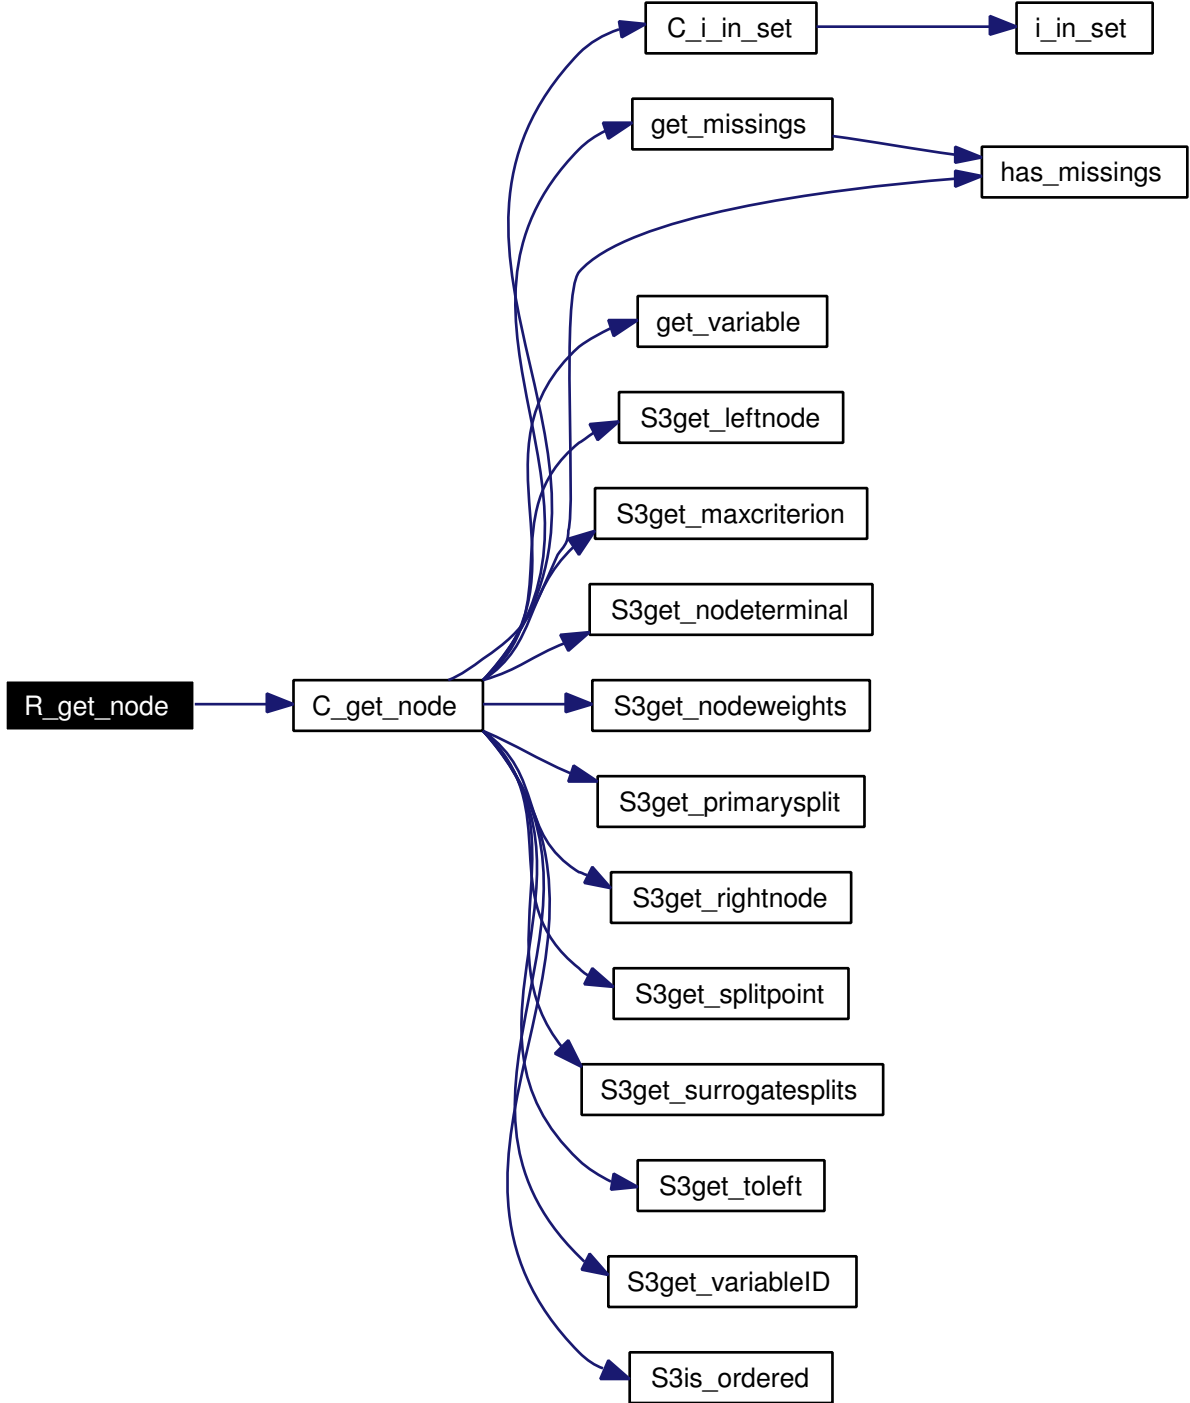 C_i_in_set
i_in_set
get_missings
has_missings
get_variable
S3get_leftnode
S3get_maxcriterion
S3get_nodeterminal
R_get_node
C_get_node
S3get_nodeweights
S3get_primarysplit
S3get_rightnode
S3get_splitpoint
S3get_surrogatesplits
S3get_toleft
S3get_variableID
S3is_ordered